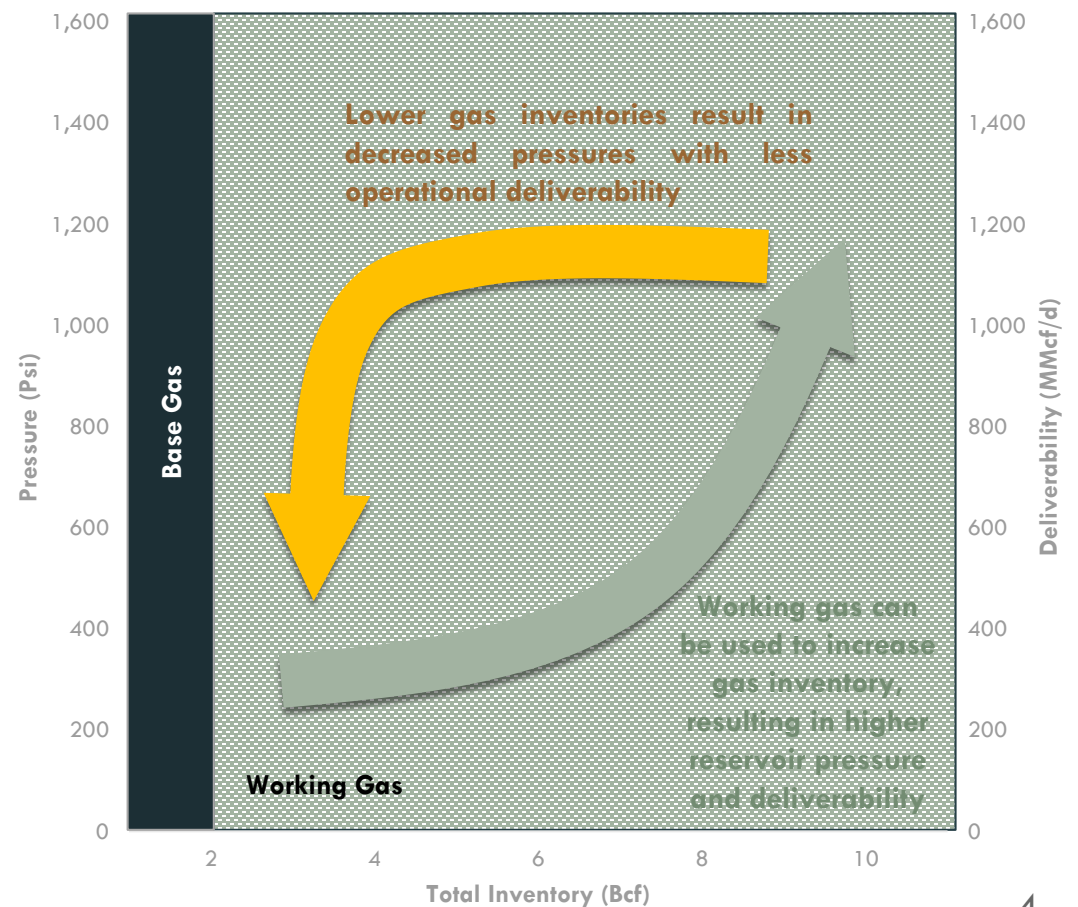 1,600
1,400
1,200
1,000
800
600
400
200
0
Pressure (Psi)
Base Gas
Lower gas inventories result in
decreased pressures with less
operational deliverability
Working gas can
be used to increase
gas inventory,
resulting in higher
reservoir pressure
and deliverability
Working Gas
1,600
1,400
1,200
1,000
800
600
400
200
0
Deliverability (MMcf/d)
2 4 6 8 10
Total Inventory (Bcf)